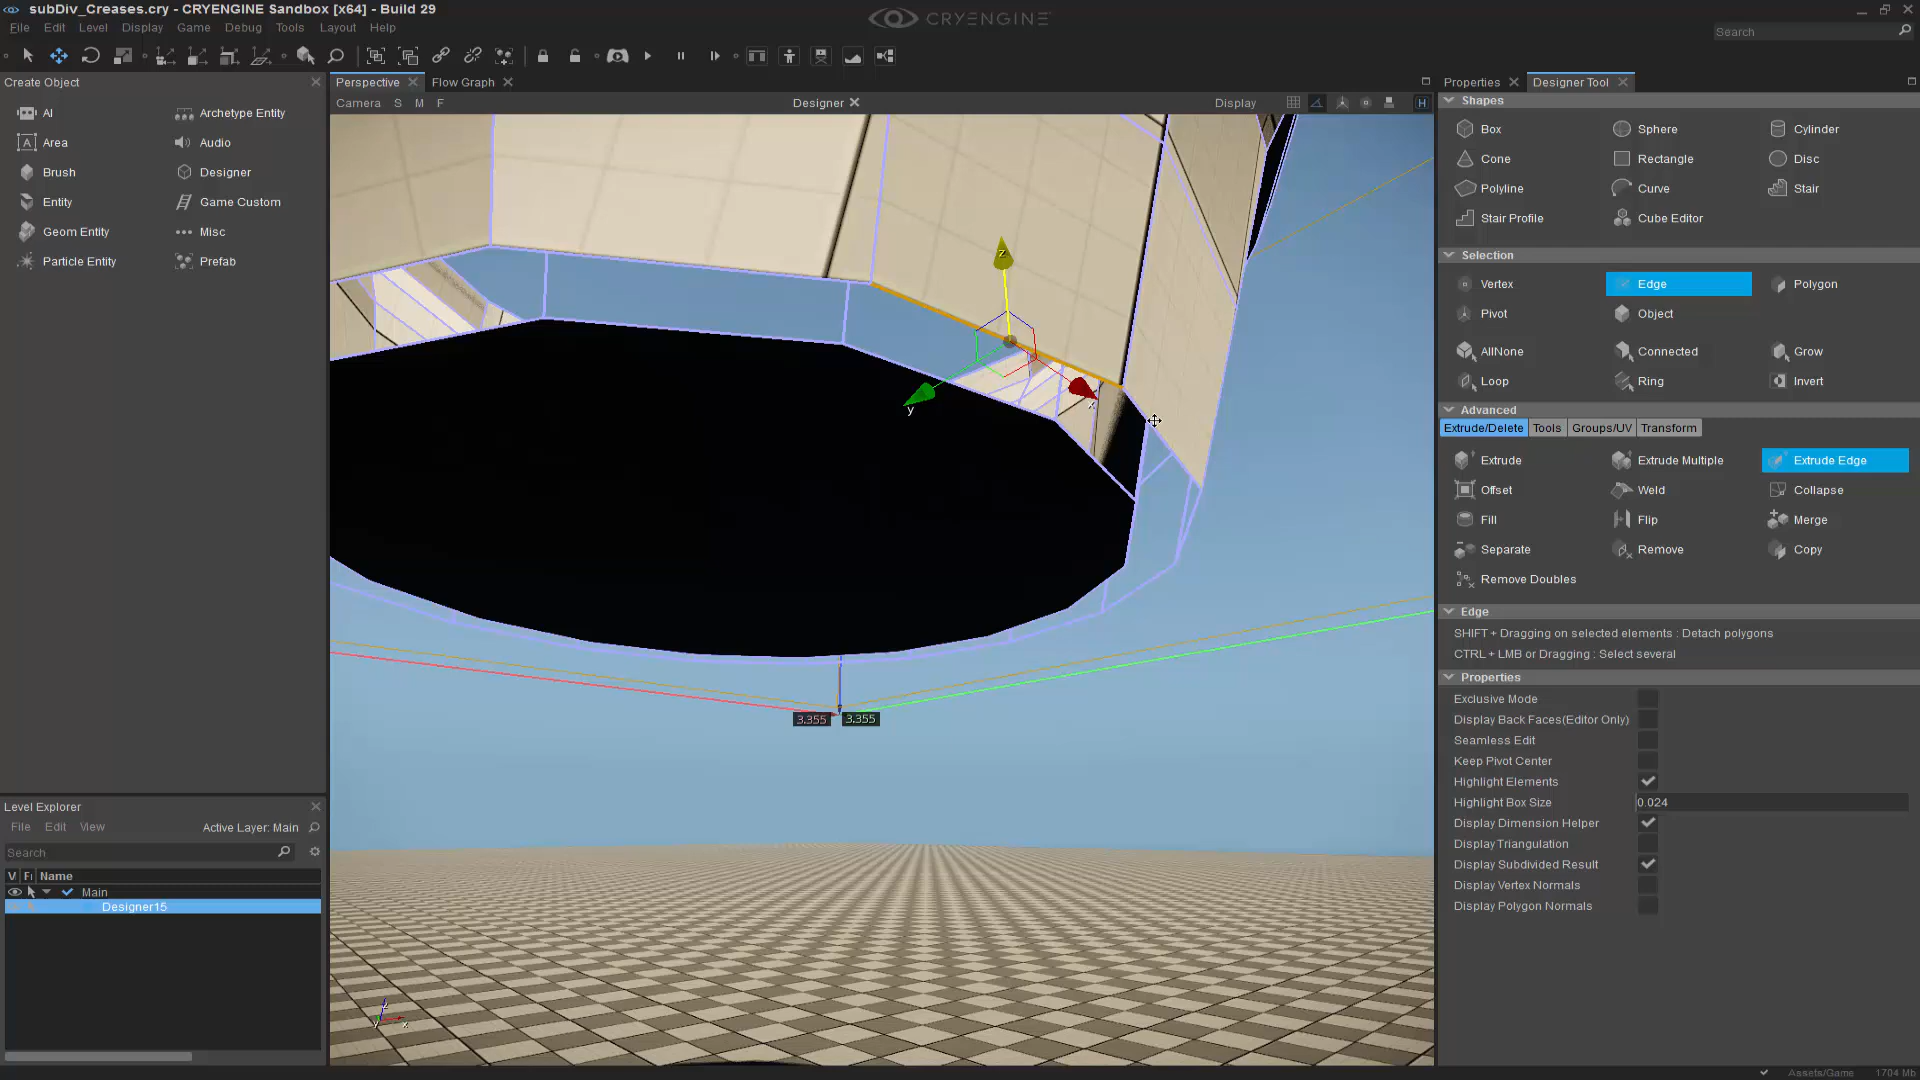 subDiv_Creases.cry - CRYENGINE Sandbox [x64] - Build 29
CRYENGINE
File Edit Level Display Game Debug Tools Layout Help
Search
Create Object
AI
Archetype Entity
Area
Audio
Brush
Designer
Entity
Game Custom
Geom Entity
Misc
Particle Entity
Prefab
Perspective
Flow Graph
Camera S M F
Designer
Display
H
z
y
x
3.355
3.355
z
y
x
Level Explorer
File Edit View
Active Layer: Main
Search
V
Name
Main
Designer15
Properties
Designer Tool
Shapes
Box
Sphere
Cylinder
Cone
Rectangle
Disc
Polyline
Curve
Stair
Stair Profile
Cube Editor
Selection
Vertex
Edge
Polygon
Pivot
Object
AllNone
Connected
Grow
Loop
Ring
Invert
Advanced
Extrude/Delete
Tools
Groups/UV
Transform
Extrude
Extrude Multiple
Extrude Edge
Offset
Weld
Collapse
Fill
Flip
Merge
Separate
Remove
Copy
Remove Doubles
Edge
SHIFT + Dragging on selected elements : Detach polygons
CTRL + LMB or Dragging : Select several
Properties
Exclusive Mode
Display Back Faces(Editor Only)
Seamless Edit
Keep Pivot Center
Highlight Elements
Highlight Box Size
0.024
Display Dimension Helper
Display Triangulation
Display Subdivided Result
Display Vertex Normals
Display Polygon Normals
Assets/Game
1704 Mb